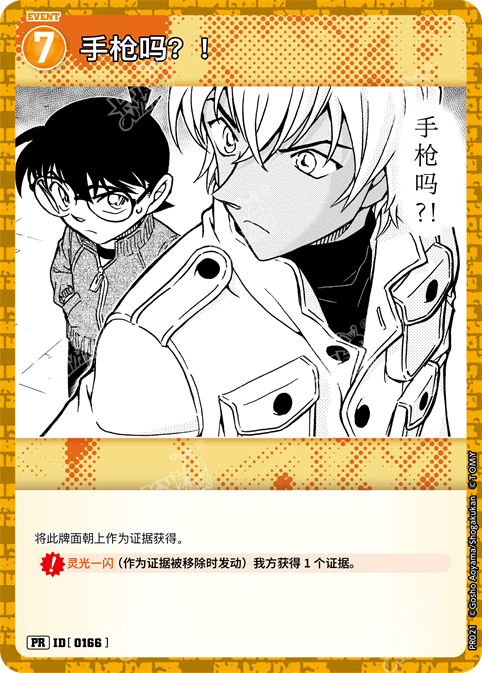 EVENT
7
手枪吗？！
手枪吗?!
将此牌面朝上作为证据获得。
灵光一闪（作为证据被移除时发动）我方获得 1 个证据。
PR ID[ 0166 ]
PR021 ©Gosho Aoyama/Shogakukan ©TOMY